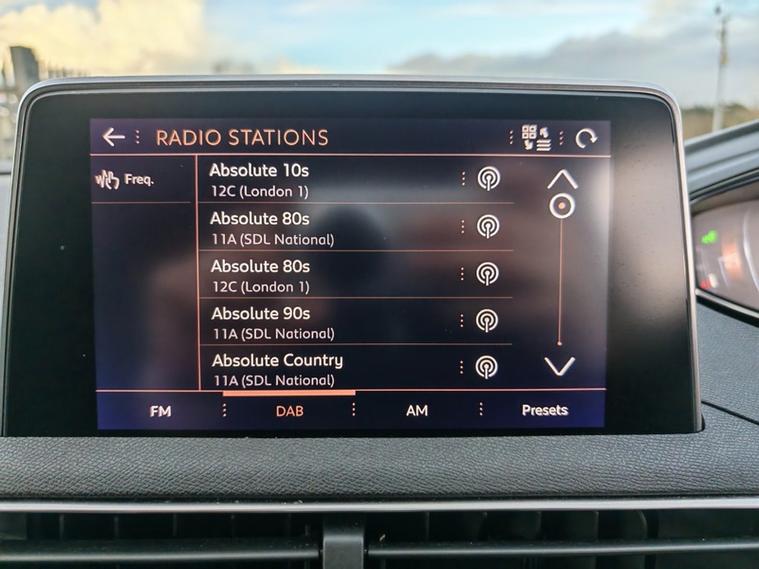 RADIO STATIONS
Freq.
Absolute 10s
12C (London 1)
Absolute 80s
11A (SDL National)
Absolute 80s
12C (London 1)
Absolute 90s
11A (SDL National)
Absolute Country
11A (SDL National)
FM DAB AM Presets